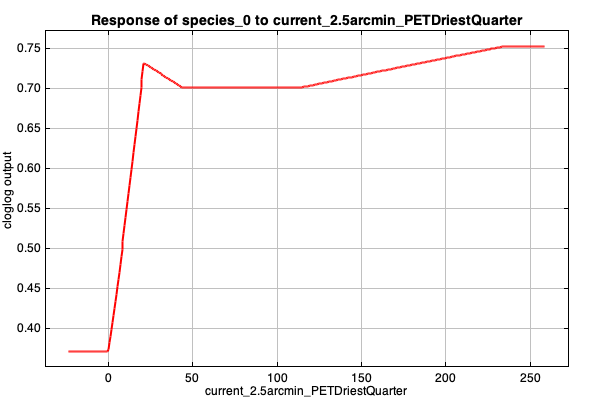 Response of species_0 to current_2.5arcmin_PETDriestQuarter
0.75
0.70
0.65
0.60
0.55
0.50
0.45
0.40
cloglog output
0 50 100 150 200 250
current_2.5arcmin_PETDriestQuarter